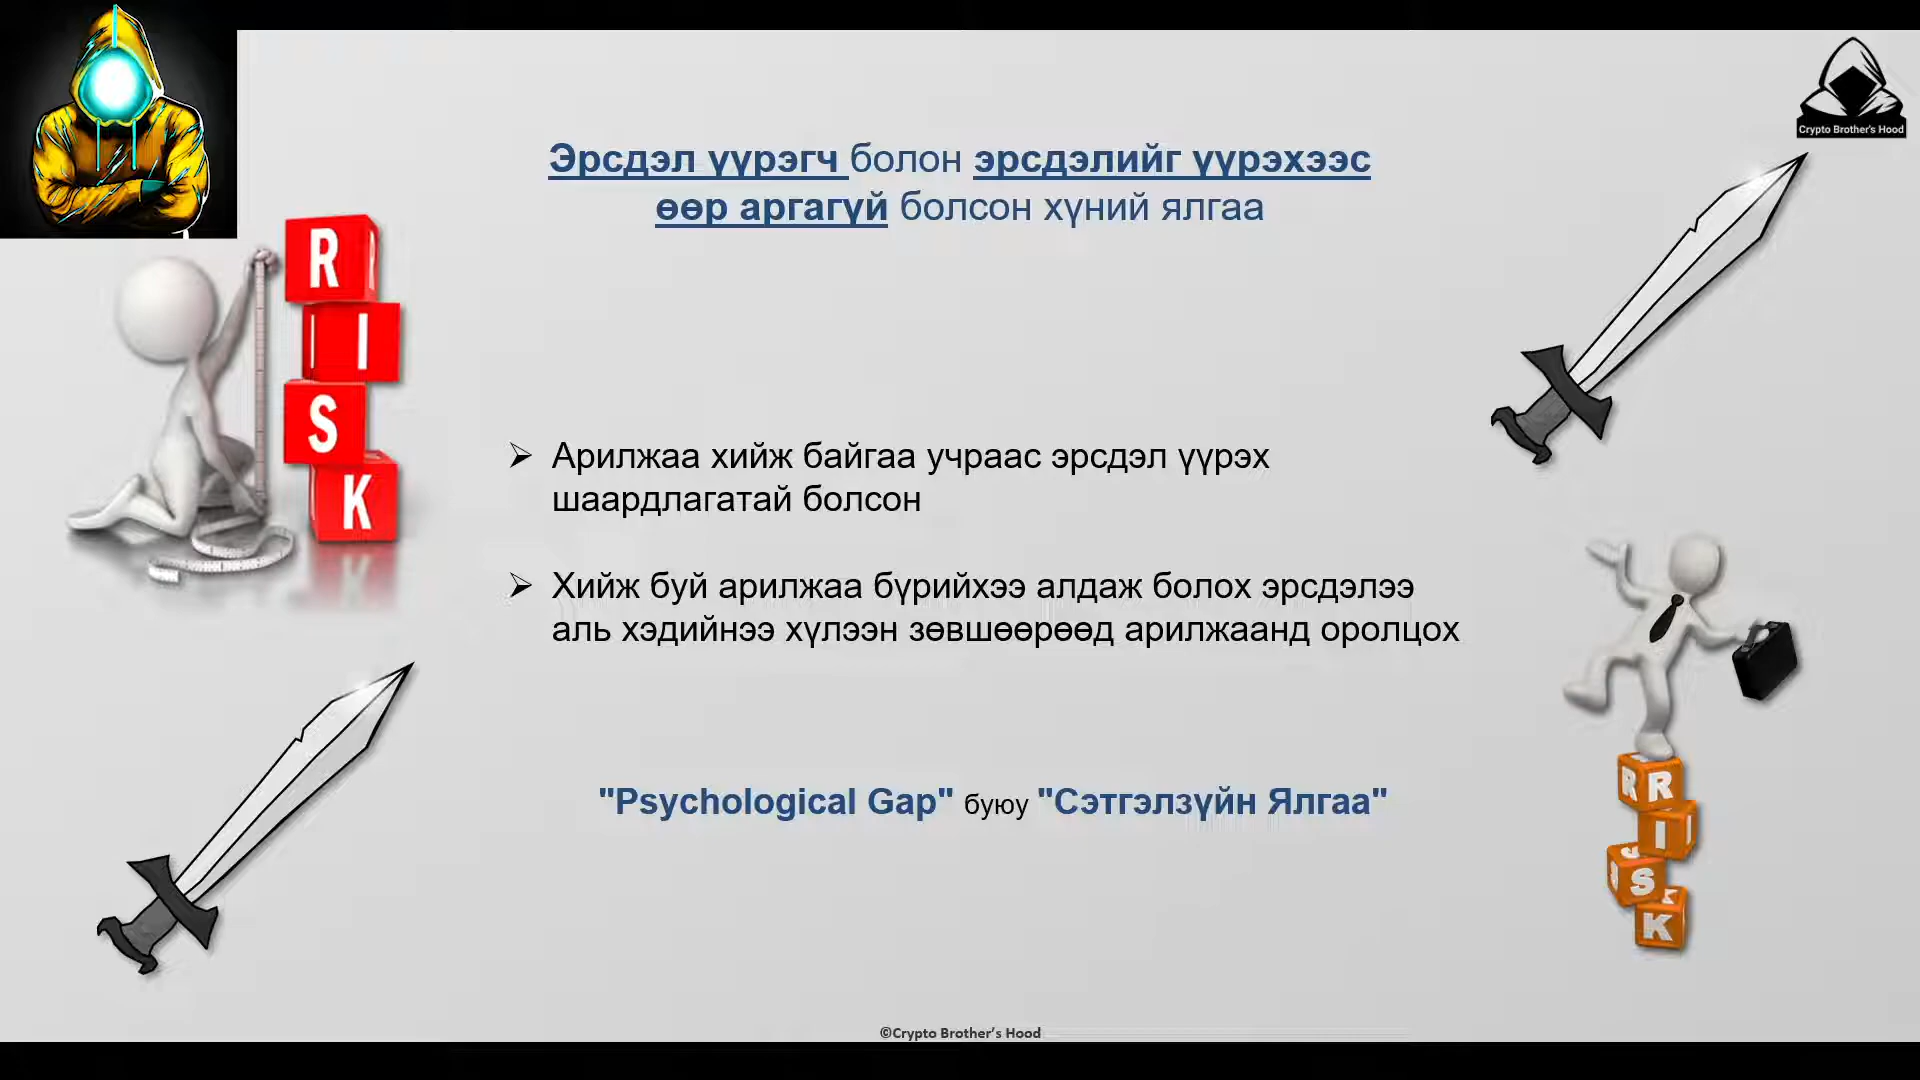 Crypto Brother's Hood
Эрсдэл үүрэгч болон эрсдэлийг үүрэхээс
өөр аргагүй болсон хүний ялгаа
R
I
S
K
➢ Арилжаа хийж байгаа учраас эрсдэл үүрэх
шаардлагатай болсон
➢ Хийж буй арилжаа бүрийхээ алдаж болох эрсдэлээ
аль хэдийнээ хүлээн зөвшөөрөөд арилжаанд оролцох
"Psychological Gap" буюу "Сэтгэлзүйн Ялгаа"
R R
I
S
K
©Crypto Brother's Hood